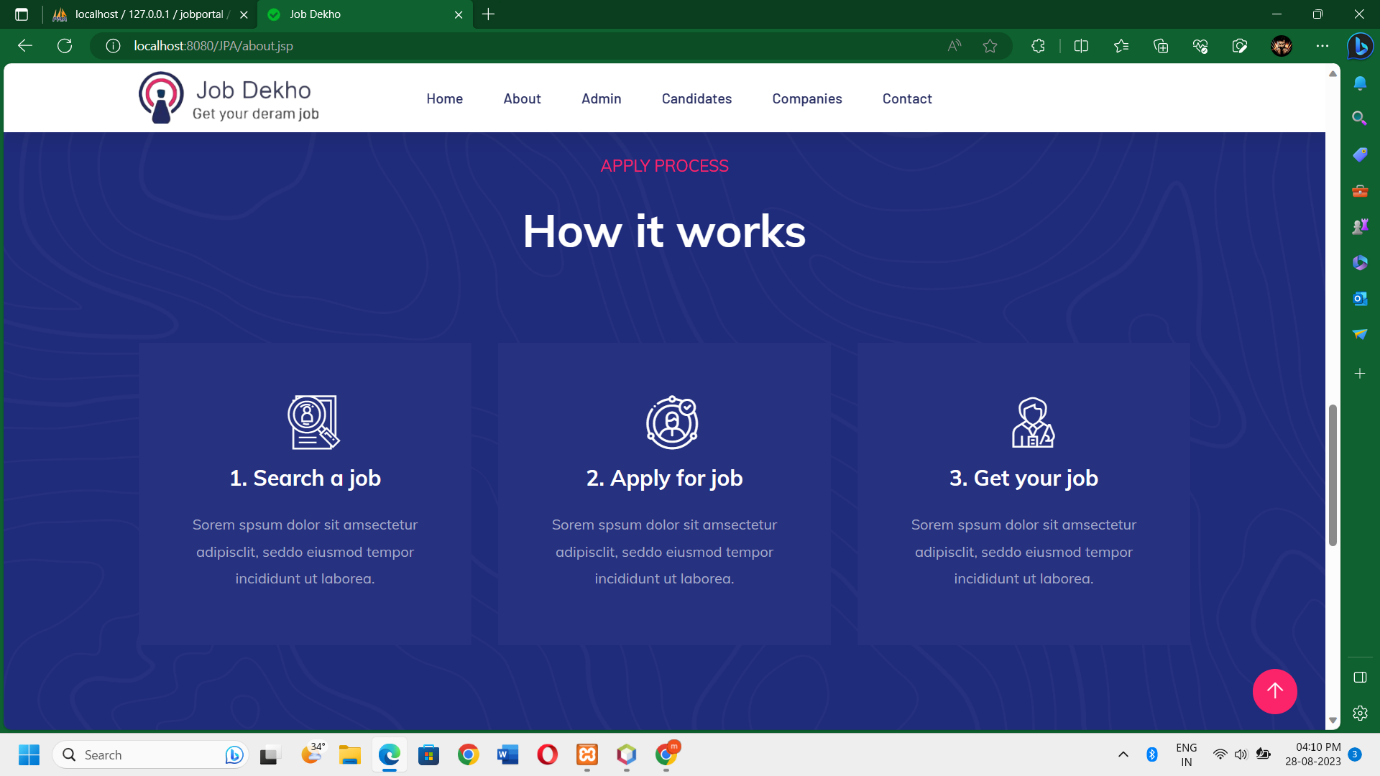 localhost / 127.0.0.1 / jobportal /
Job Dekho
localhost:8080/JPA/about.jsp
Job Dekho
Get your deram job
Home
About
Admin
Candidates
Companies
Contact
APPLY PROCESS
How it works
1. Search a job
Sorem spsum dolor sit amsectetur
adipisclit, seddo eiusmod tempor
incididunt ut laborea.
2. Apply for job
Sorem spsum dolor sit amsectetur
adipisclit, seddo eiusmod tempor
incididunt ut laborea.
3. Get your job
Sorem spsum dolor sit amsectetur
adipisclit, seddo eiusmod tempor
incididunt ut laborea.
Search
34°
ENG
IN
04:10 PM
28-08-2023
3